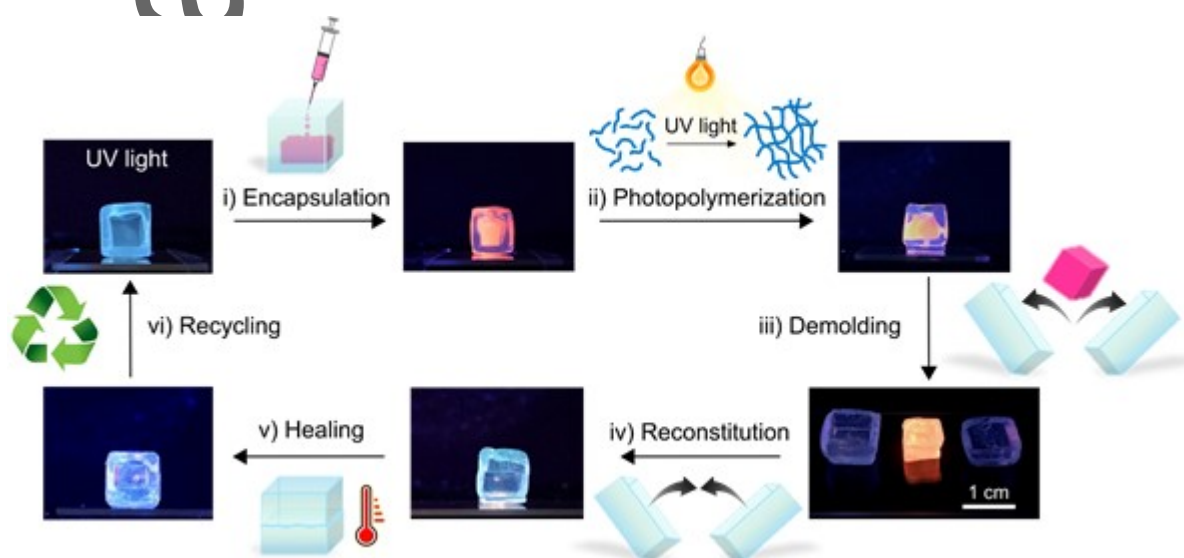 UV light
i) Encapsulation
UV light
ii) Photopolymerization
iii) Demolding
1 cm
iv) Reconstitution
v) Healing
vi) Recycling